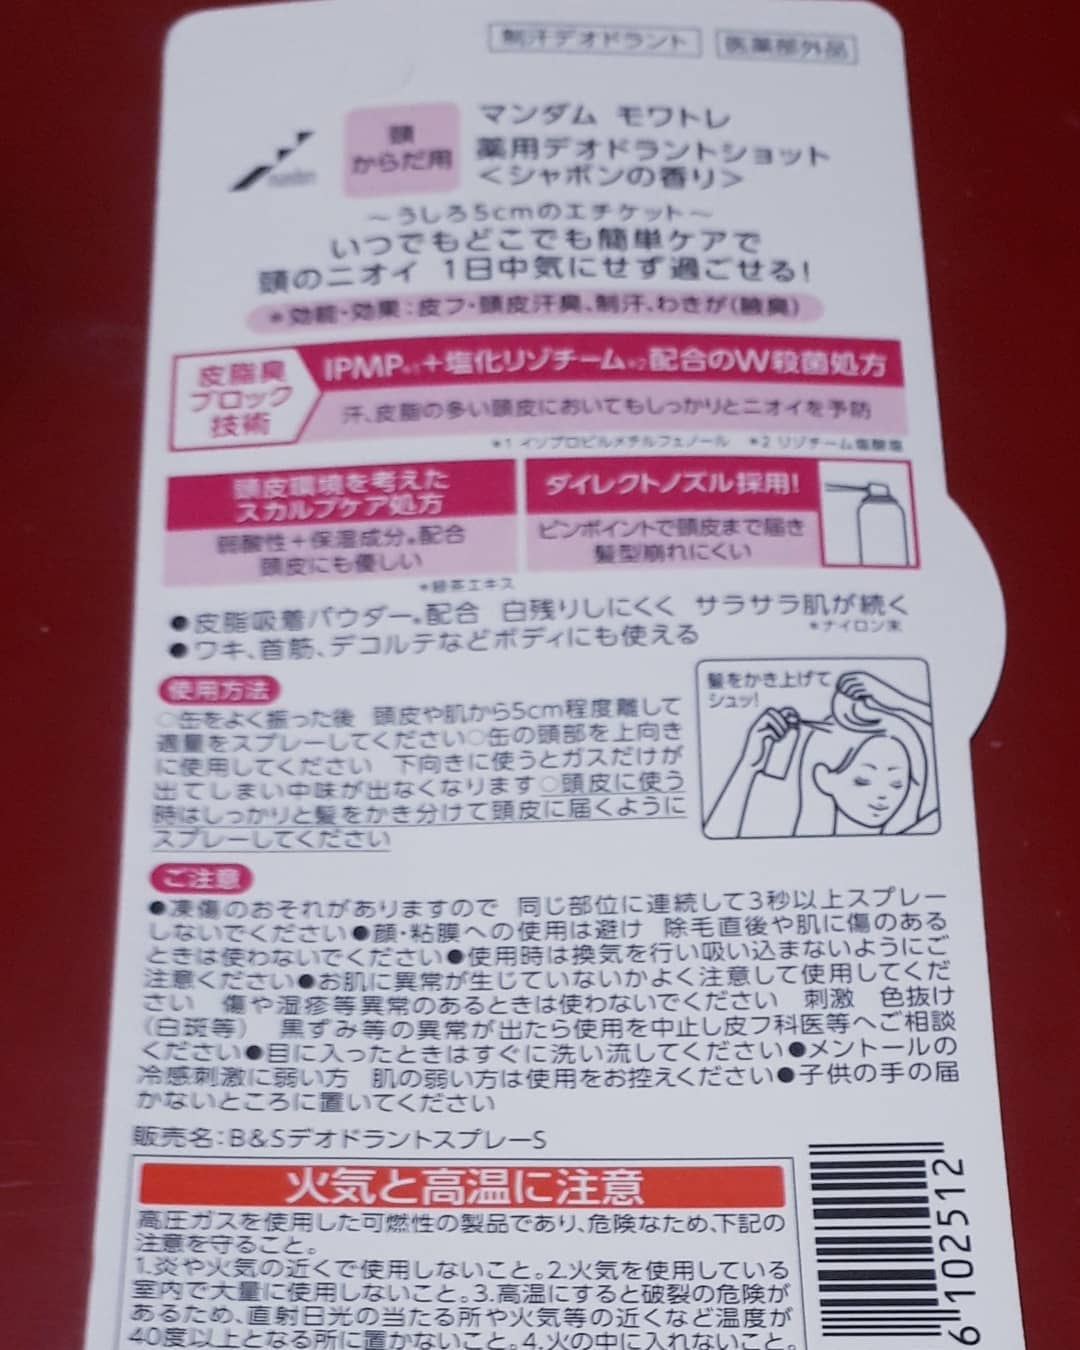 制汗デオドラント 医薬部外品
mandom
頭
からだ用
マンダム モワトレ
薬用デオドラントショット
<シャボンの香り>
～うしろ5cmのエチケット～
いつでもどこでも簡単ケアで
頭のニオイ 1日中気にせず過ごせる!
*効能・効果:皮フ・頭皮汗臭、制汗、わきが(腋臭)
皮脂臭
ブロック
技術
IPMP*1+塩化リゾチーム*2配合のW殺菌処方
汗、皮脂の多い頭皮においてもしっかりとニオイを予防
*1 イソプロピルメチルフェノール *2 リゾチーム塩酸塩
頭皮環境を考えた
スカルプケア処方
弱酸性+保湿成分*配合
頭皮にも優しい
*緑茶エキス
ダイレクトノズル採用!
ピンポイントで頭皮まで届き
髪型崩れにくい
●皮脂吸着パウダー*配合 白残りしにくく サラサラ肌が続く
*ナイロン末
●ワキ、首筋、デコルテなどボディにも使える
使用方法
○缶をよく振った後 頭皮や肌から5cm程度離して
適量をスプレーしてください○缶の頭部を上向き
に使用してください 下向きに使うとガスだけが
出てしまい中味が出なくなります○頭皮に使う
時はしっかりと髪をかき分けて頭皮に届くように
スプレーしてください
髪をかき上げて
シュッ!
ご注意
●凍傷のおそれがありますので 同じ部位に連続して3秒以上スプレー
しないでください●顔・粘膜への使用は避け 除毛直後や肌に傷のある
ときは使わないでください●使用時は換気を行い吸い込まないようにご
注意ください●お肌に異常が生じていないかよく注意して使用してくだ
さい 傷や湿疹等異常のあるときは使わないでください 刺激 色抜け
(白斑等) 黒ずみ等の異常が出たら使用を中止し皮フ科医等へご相談
ください●目に入ったときはすぐに洗い流してください●メントールの
冷感刺激に弱い方 肌の弱い方は使用をお控えください●子供の手の届
かないところに置いてください
販売名:B&SデオドラントスプレーS
火気と高温に注意
高圧ガスを使用した可燃性の製品であり、危険なため、下記の
注意を守ること。
1.炎や火気の近くで使用しないこと。2.火気を使用している
室内で大量に使用しないこと。3.高温にすると破裂の危険が
あるため、直射日光の当たる所や火気等の近くなど温度が
40度以上となる所に置かないこと。4.火の中に入れないこと。
6102512